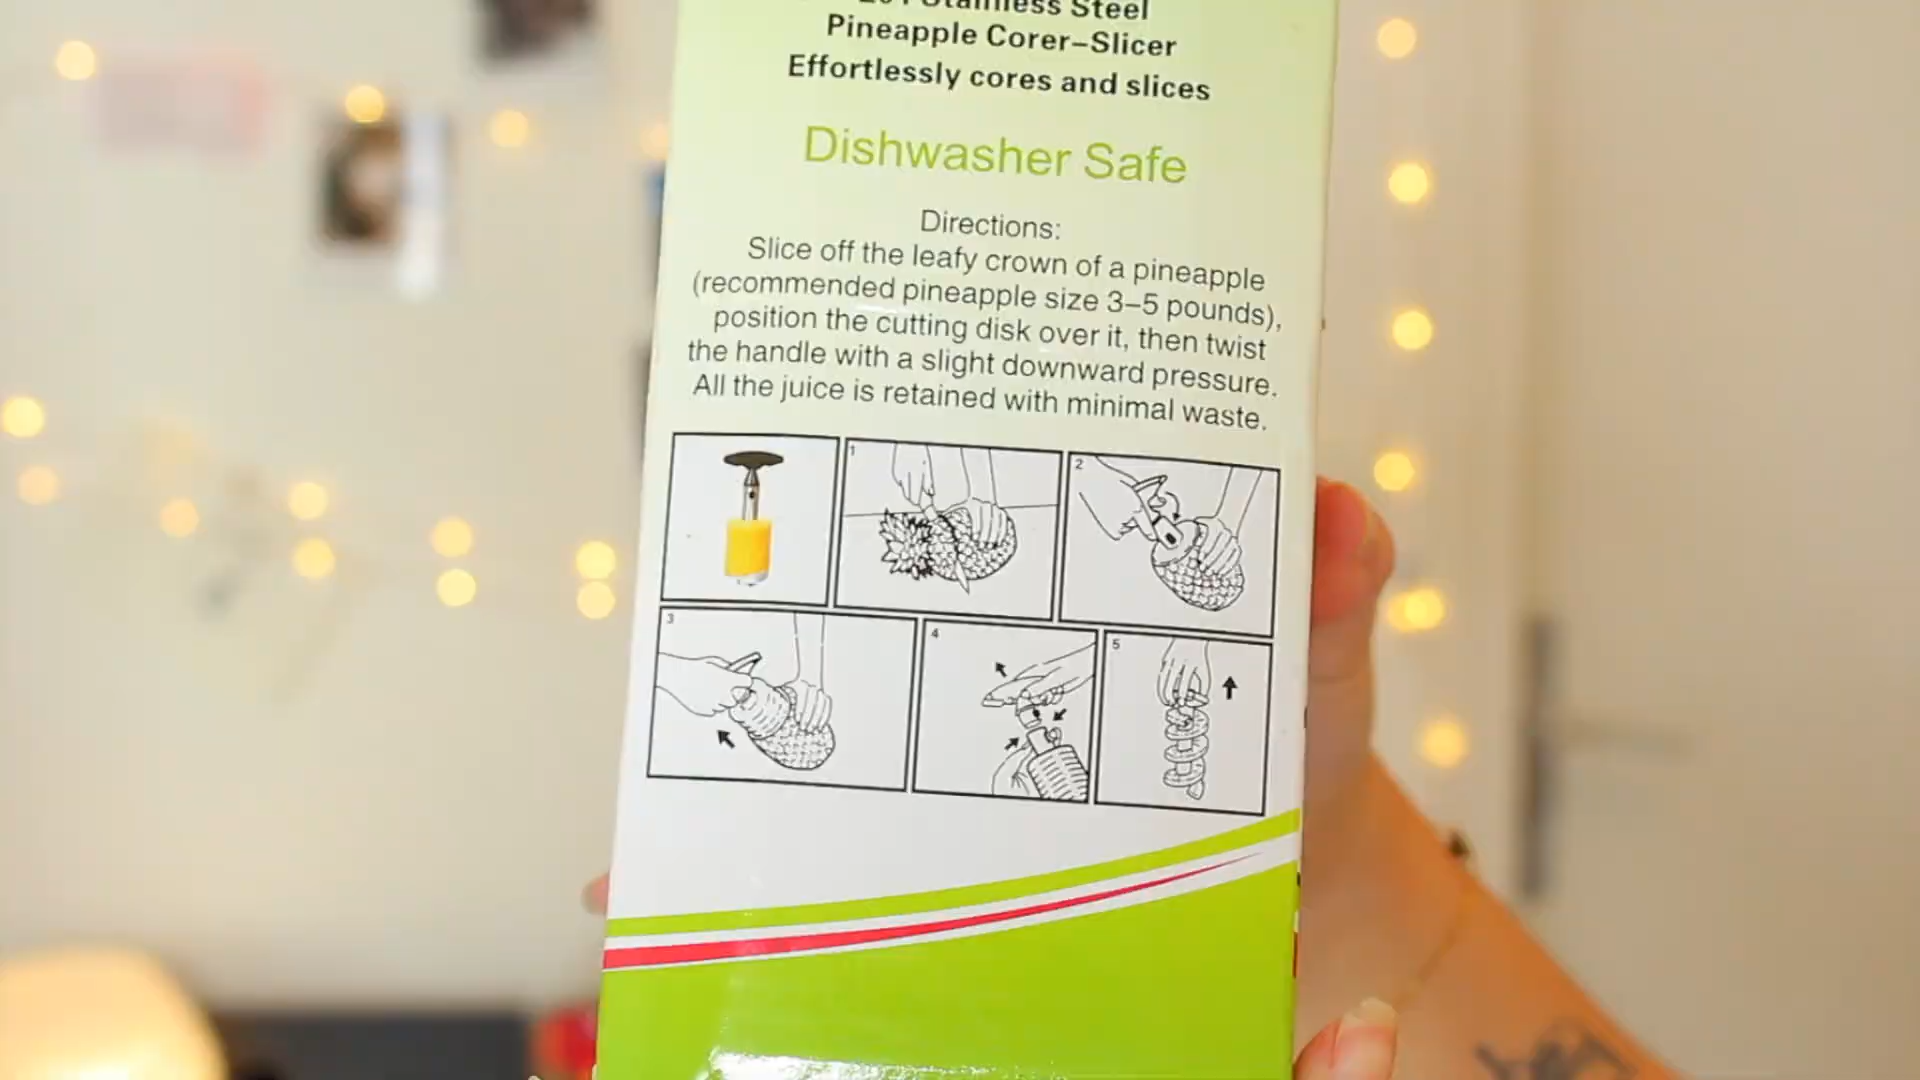 Stainless Steel
Pineapple Corer–Slicer
Effortlessly cores and slices
Dishwasher Safe
Directions:
Slice off the leafy crown of a pineapple
(recommended pineapple size 3–5 pounds),
position the cutting disk over it, then twist
the handle with a slight downward pressure.
All the juice is retained with minimal waste.
1
2
3
4
5